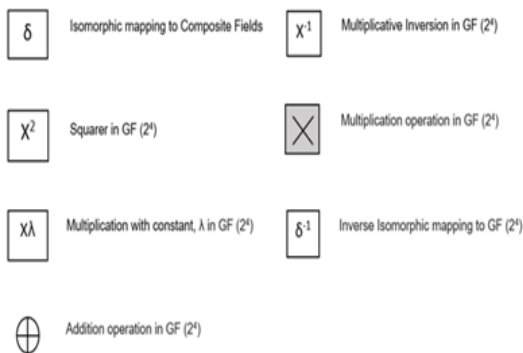 δ Isomorphic mapping to Composite Fields
X⁻¹ Multiplicative Inversion in GF (2⁴)
X² Squarer in GF (2⁴)
Multiplication operation in GF (2⁴)
Xλ Multiplication with constant, λ in GF (2⁴)
δ⁻¹ Inverse Isomorphic mapping to GF (2⁴)
Addition operation in GF (2⁴)